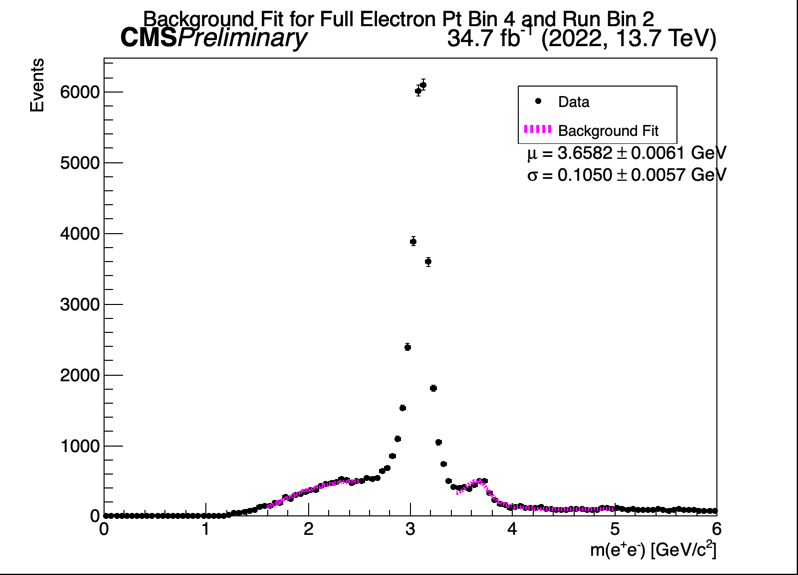 Background Fit for Full Electron Pt Bin 4 and Run Bin 2
CMSPreliminary 34.7 fb⁻¹ (2022, 13.7 TeV)
Events
6000
5000
4000
3000
2000
1000
0
Data
Background Fit
μ = 3.6582 ± 0.0061 GeV
σ = 0.1050 ± 0.0057 GeV
0 1 2 3 4 5 6
m(e⁺e⁻) [GeV/c²]